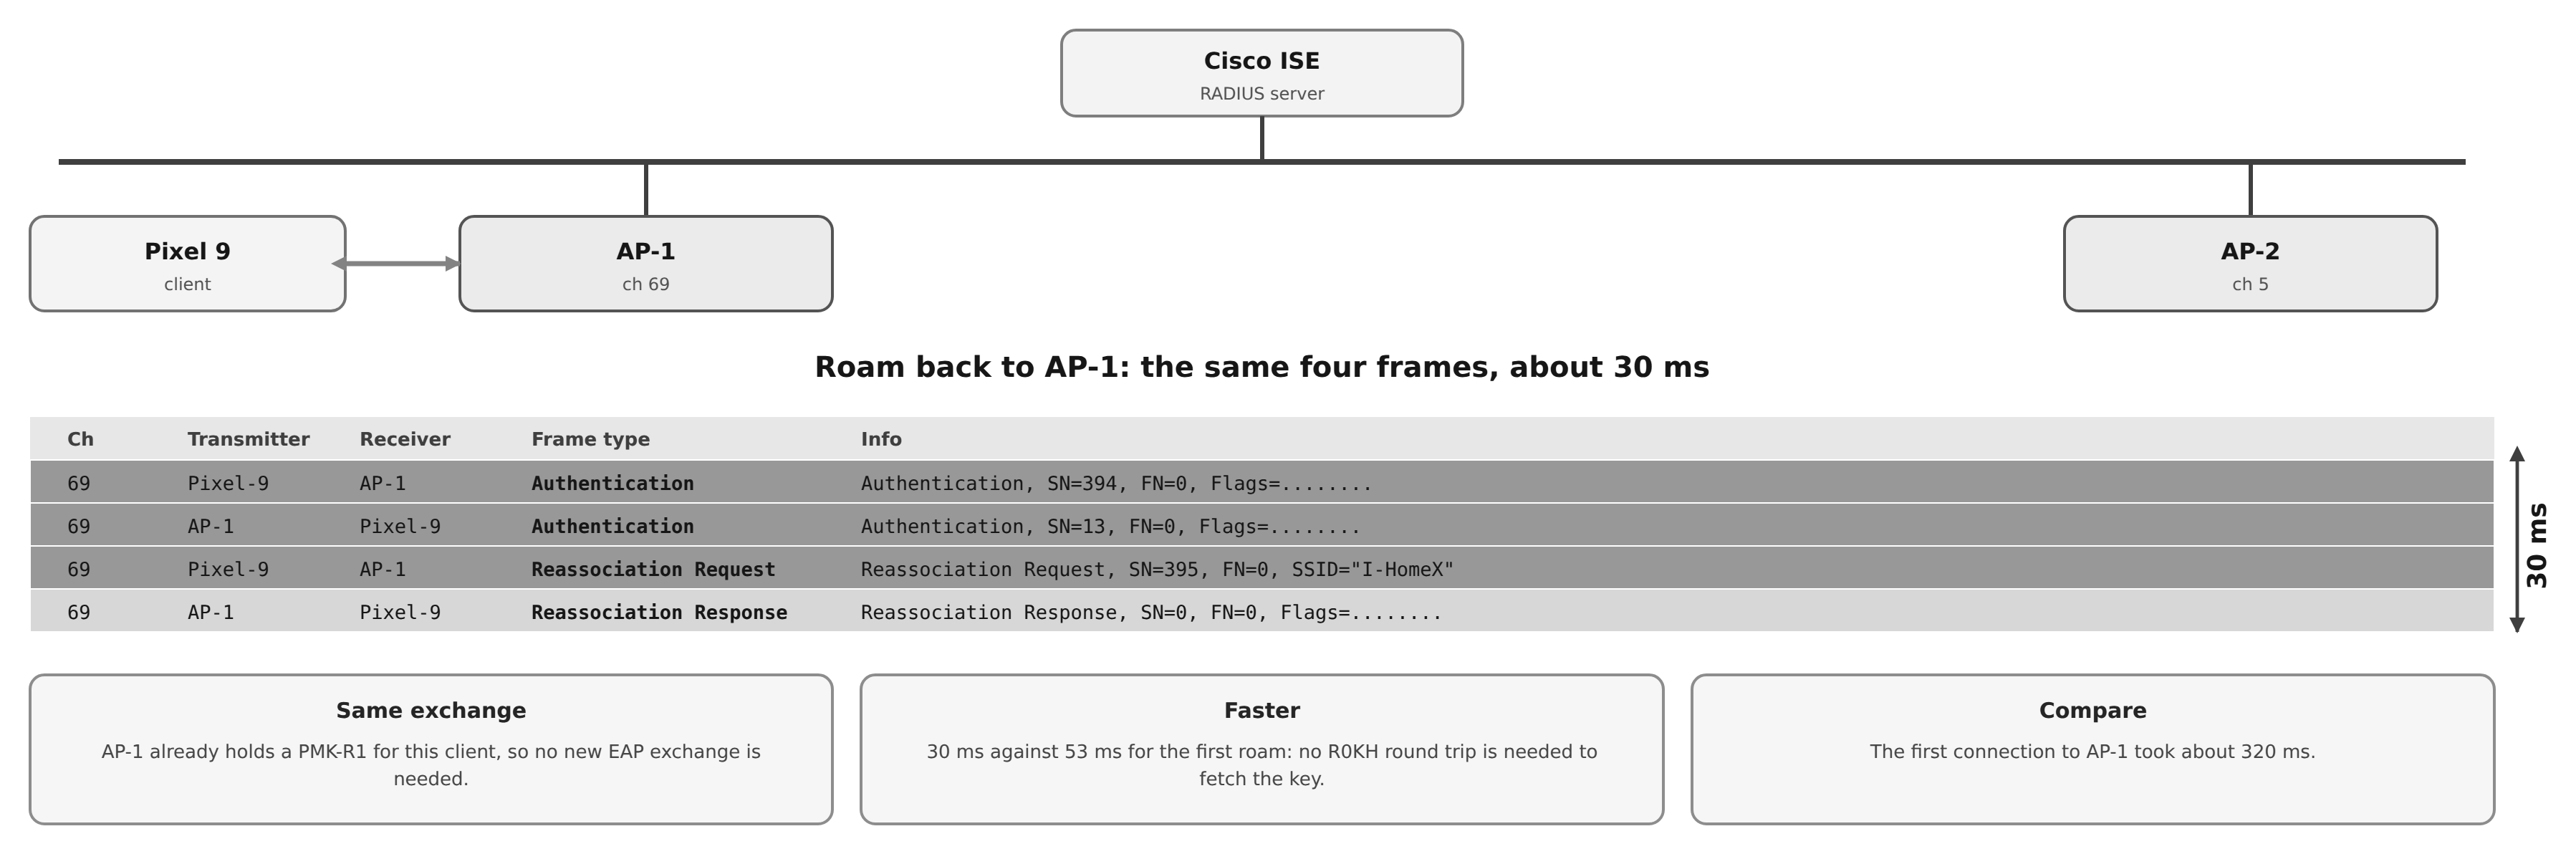 Cisco ISE
RADIUS server
Pixel 9
client
AP-1
ch 69
AP-2
ch 5
Roam back to AP-1: the same four frames, about 30 ms
Ch Transmitter Receiver Frame type Info
69 Pixel-9 AP-1 Authentication Authentication, SN=394, FN=0, Flags=........
69 AP-1 Pixel-9 Authentication Authentication, SN=13, FN=0, Flags=........
69 Pixel-9 AP-1 Reassociation Request Reassociation Request, SN=395, FN=0, SSID="I-HomeX"
69 AP-1 Pixel-9 Reassociation Response Reassociation Response, SN=0, FN=0, Flags=........
30 ms
Same exchange
AP-1 already holds a PMK-R1 for this client, so no new EAP exchange is
needed.
Faster
30 ms against 53 ms for the first roam: no R0KH round trip is needed to
fetch the key.
Compare
The first connection to AP-1 took about 320 ms.